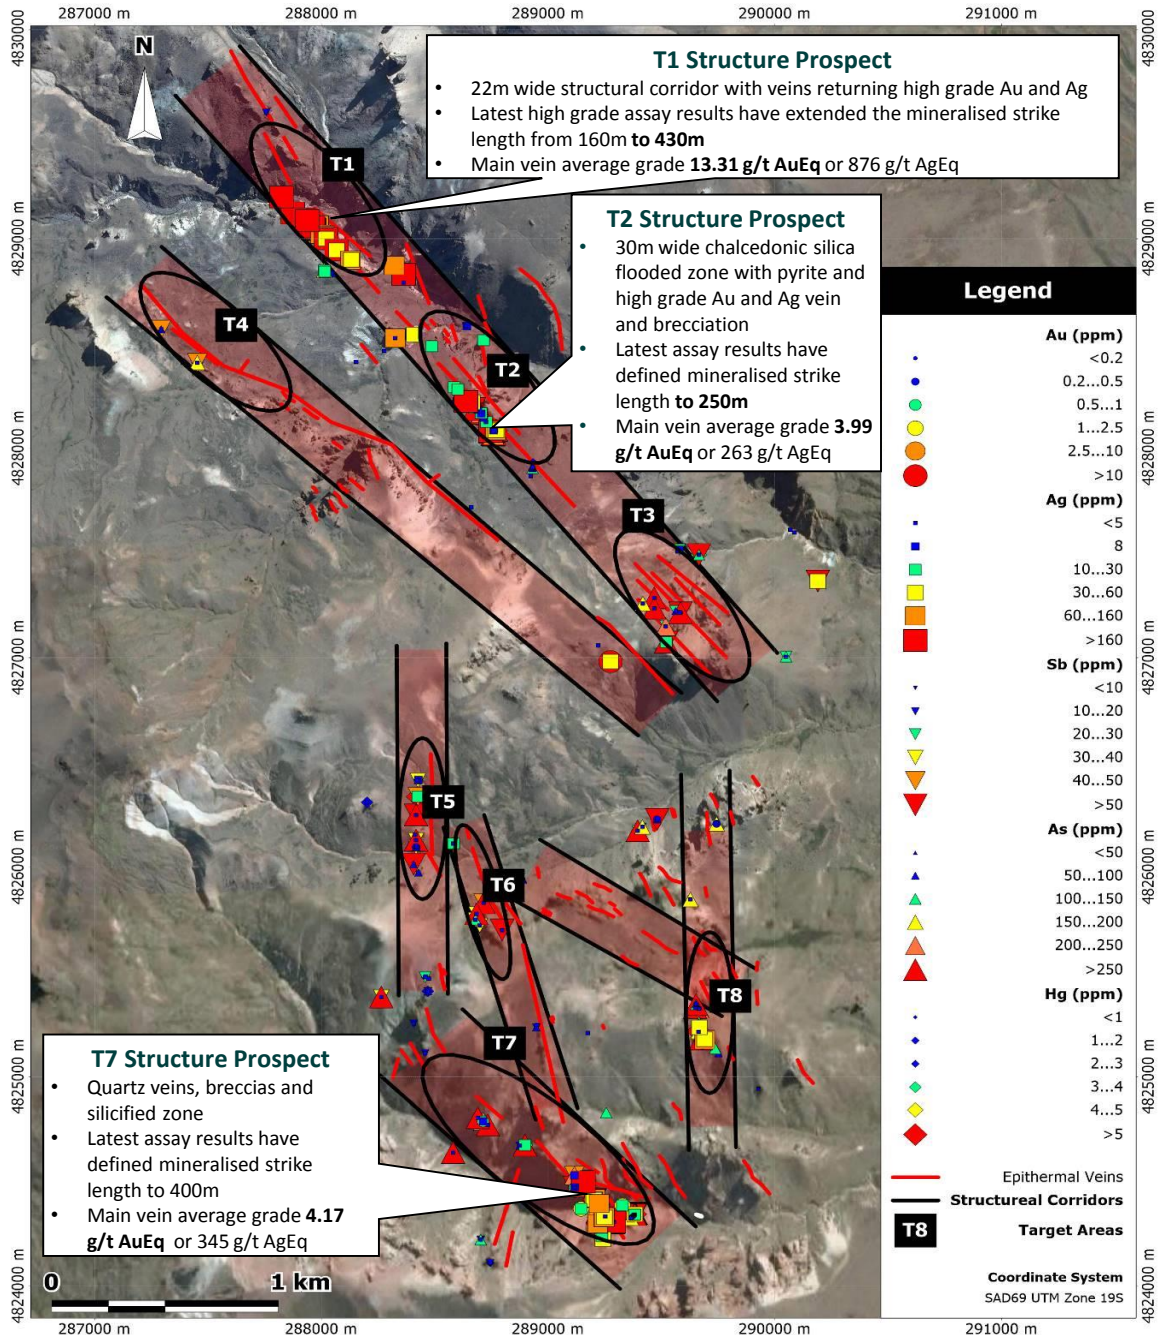 287000 m
288000 m
289000 m
290000 m
291000 m
4830000 m
4829000 m
4828000 m
4827000 m
4826000 m
4825000 m
4824000 m
4830000 m
4829000 m
4828000 m
4827000 m
4826000 m
4825000 m
4824000 m
N
T1 Structure Prospect
• 22m wide structural corridor with veins returning high grade Au and Ag
• Latest high grade assay results have extended the mineralised strike
length from 160m to 430m
• Main vein average grade 13.31 g/t AuEq or 876 g/t AgEq
T2 Structure Prospect
• 30m wide chalcedonic silica
flooded zone with pyrite and
high grade Au and Ag vein
and brecciation
• Latest assay results have
defined mineralised strike
length to 250m
• Main vein average grade 3.99
g/t AuEq or 263 g/t AgEq
T1
T4
T2
T3
T5
T6
T8
T7
T7 Structure Prospect
• Quartz veins, breccias and
silicified zone
• Latest assay results have
defined mineralised strike
length to 400m
• Main vein average grade 4.17
g/t AuEq or 345 g/t AgEq
Legend
Au (ppm)
<0.2
0.2...0.5
0.5...1
1...2.5
2.5...10
>10
Ag (ppm)
<5
8
10...30
30...60
60...160
>160
Sb (ppm)
<10
10...20
20...30
30...40
40...50
>50
As (ppm)
<50
50...100
100...150
150...200
200...250
>250
Hg (ppm)
<1
1...2
2...3
3...4
4...5
>5
Epithermal Veins
Structureal Corridors
T8 Target Areas
Coordinate System
SAD69 UTM Zone 19S
0 1 km
287000 m
288000 m
289000 m
290000 m
291000 m